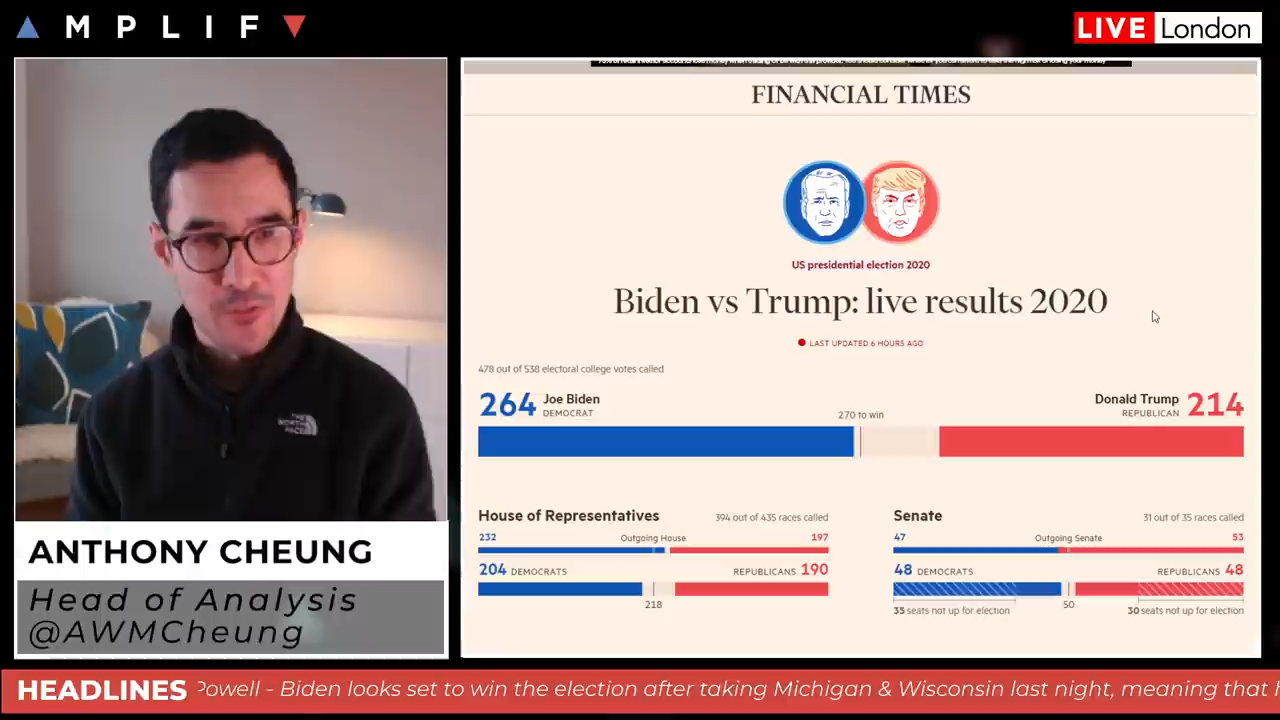 AMPLIFY
LIVE London
FINANCIAL TIMES
US presidential election 2020
Biden vs Trump: live results 2020
LAST UPDATED 6 HOURS AGO
478 out of 538 electoral college votes called
264 Joe Biden
DEMOCRAT
270 to win
Donald Trump 214
REPUBLICAN
House of Representatives 394 out of 435 races called
232 Outgoing House 197
204 DEMOCRATS REPUBLICANS 190
218
Senate 31 out of 35 races called
47 Outgoing Senate 53
48 DEMOCRATS REPUBLICANS 48
35 seats not up for election 50 30 seats not up for election
THE NORTH FACE
ANTHONY CHEUNG
Head of Analysis
@AWMCheung
HEADLINES Powell - Biden looks set to win the election after taking Michigan & Wisconsin last night, meaning that